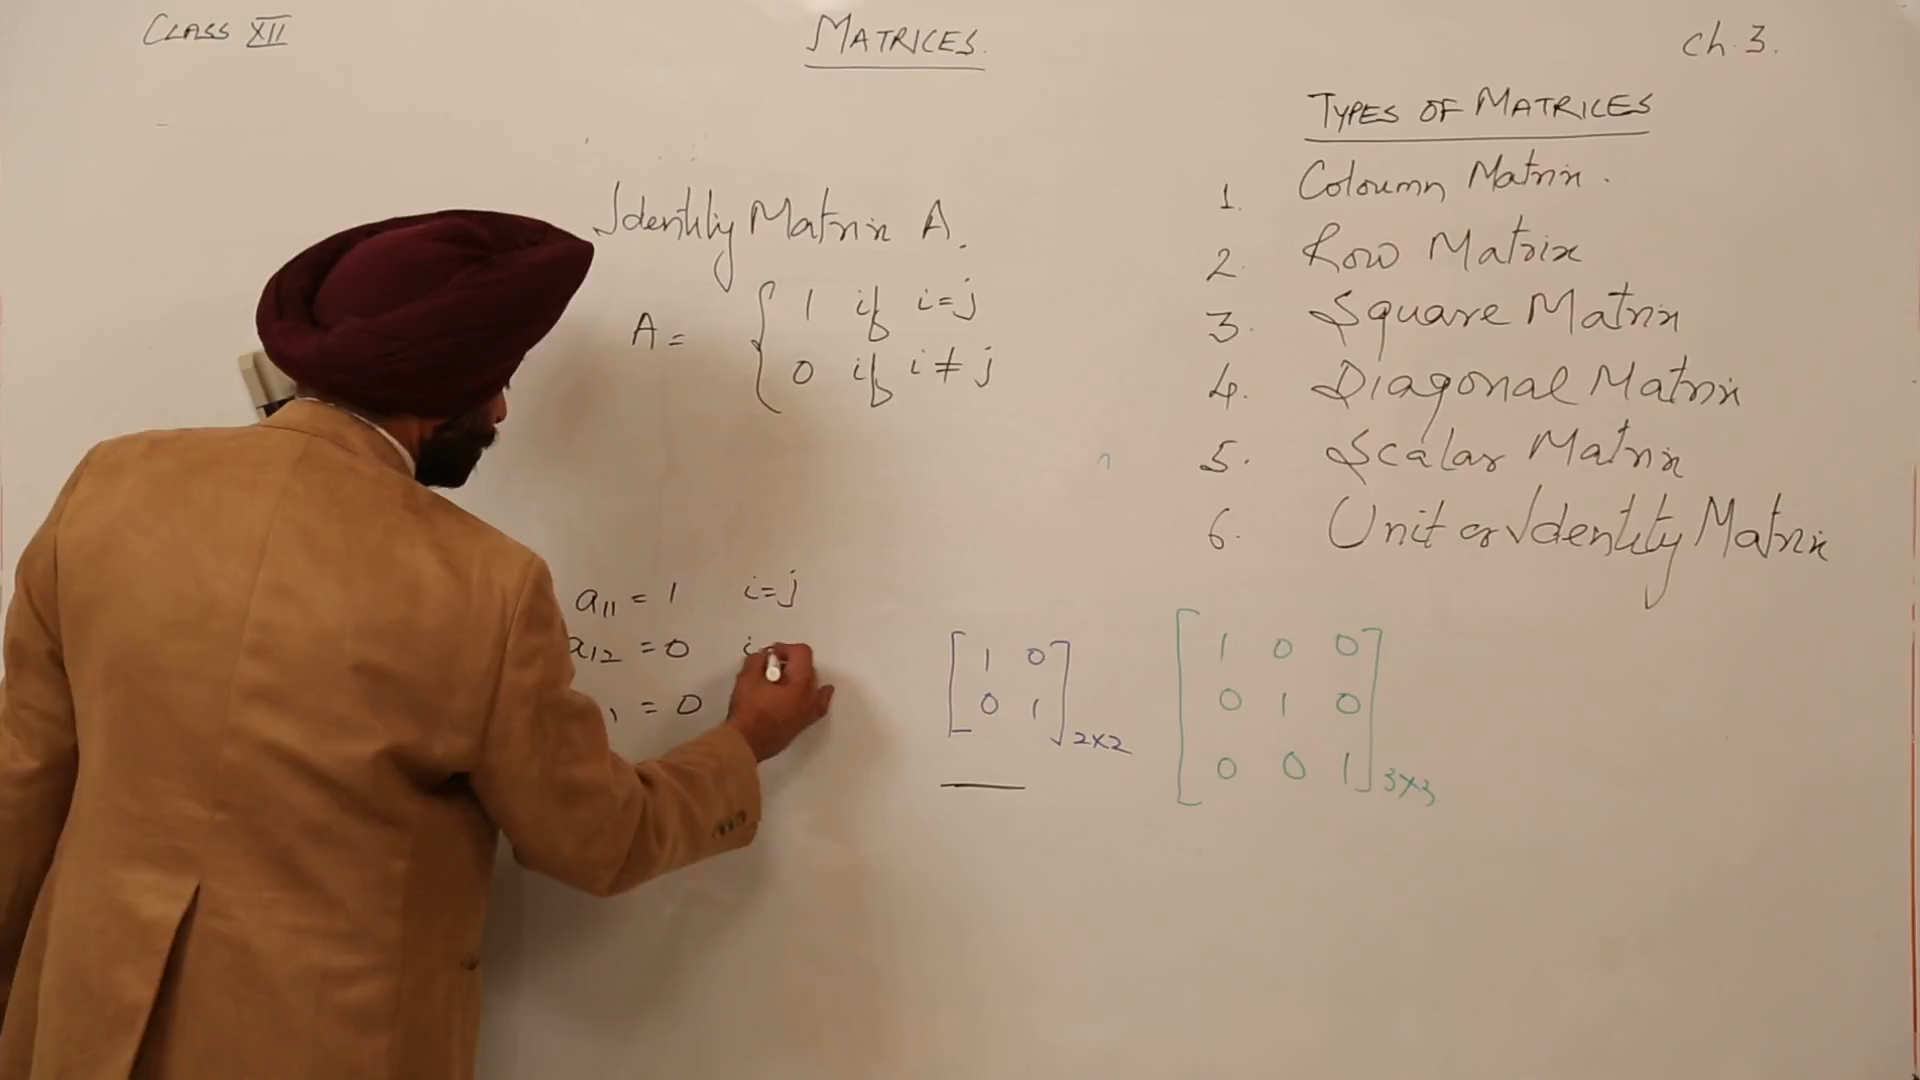 CLASS XII
MATRICES.
ch. 3.
TYPES OF MATRICES
1. Coloumn Matrix.
2. Row Matrix
3. Square Matrix
4. Diagonal Matrix
5. Scalar Matrix
6. Unit or Identity Matrix
Identity Matrix A.
A = { 1 if i=j
0 if i ≠ j
a11 = 1 i=j
a12 = 0 i
1 = 0
[ 1 0
0 1 ] 2x2
[ 1 0 0
0 1 0
0 0 1 ] 3x3